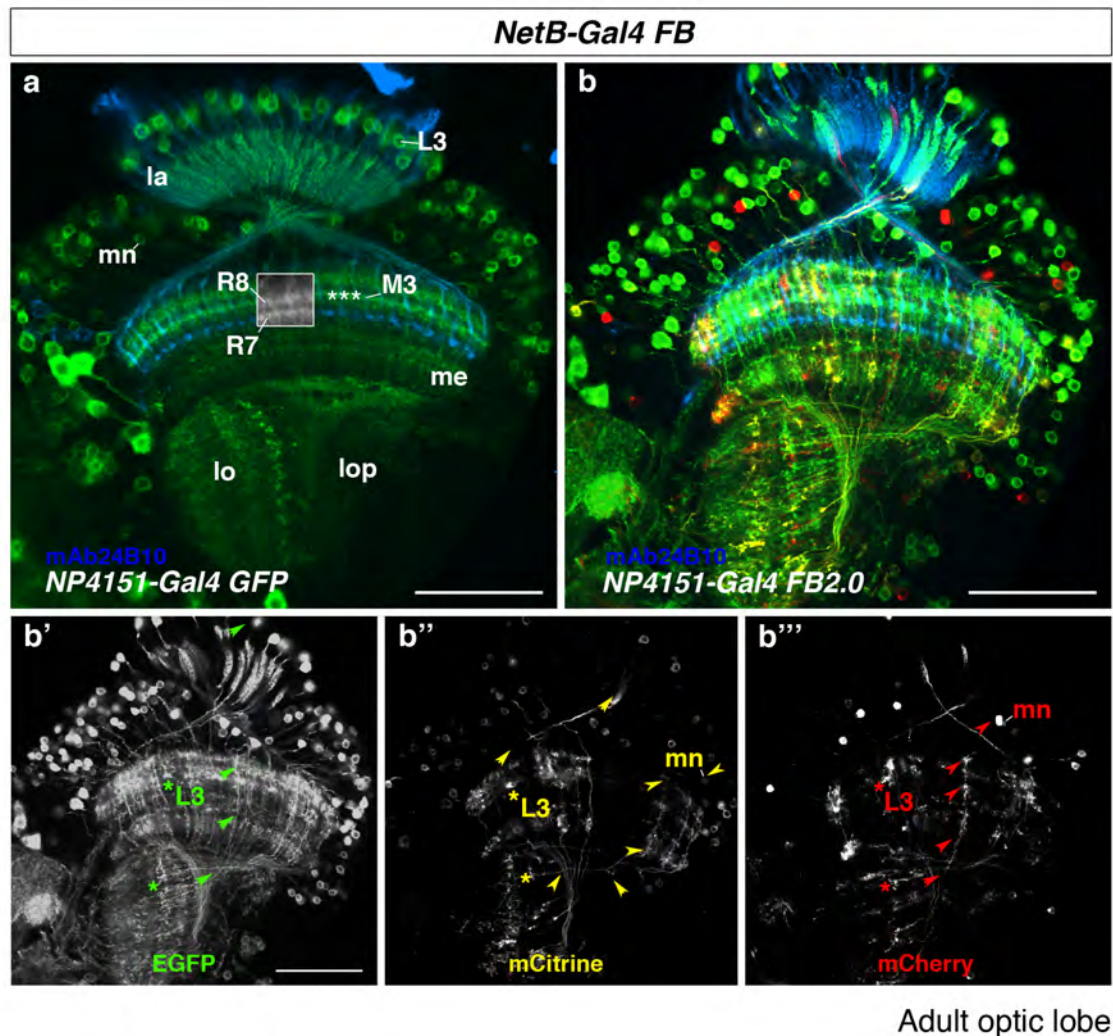 NetB-Gal4 FB
a
L3
la
mn
R8
*** M3
R7
me
lo
lop
mAb24B10
NP4151-Gal4 GFP
b
mAb24B10
NP4151-Gal4 FB2.0
b'
* L3
*
EGFP
b''
mn
* L3
*
mCitrine
b'''
mn
L3 *
*
mCherry
Adult optic lobe